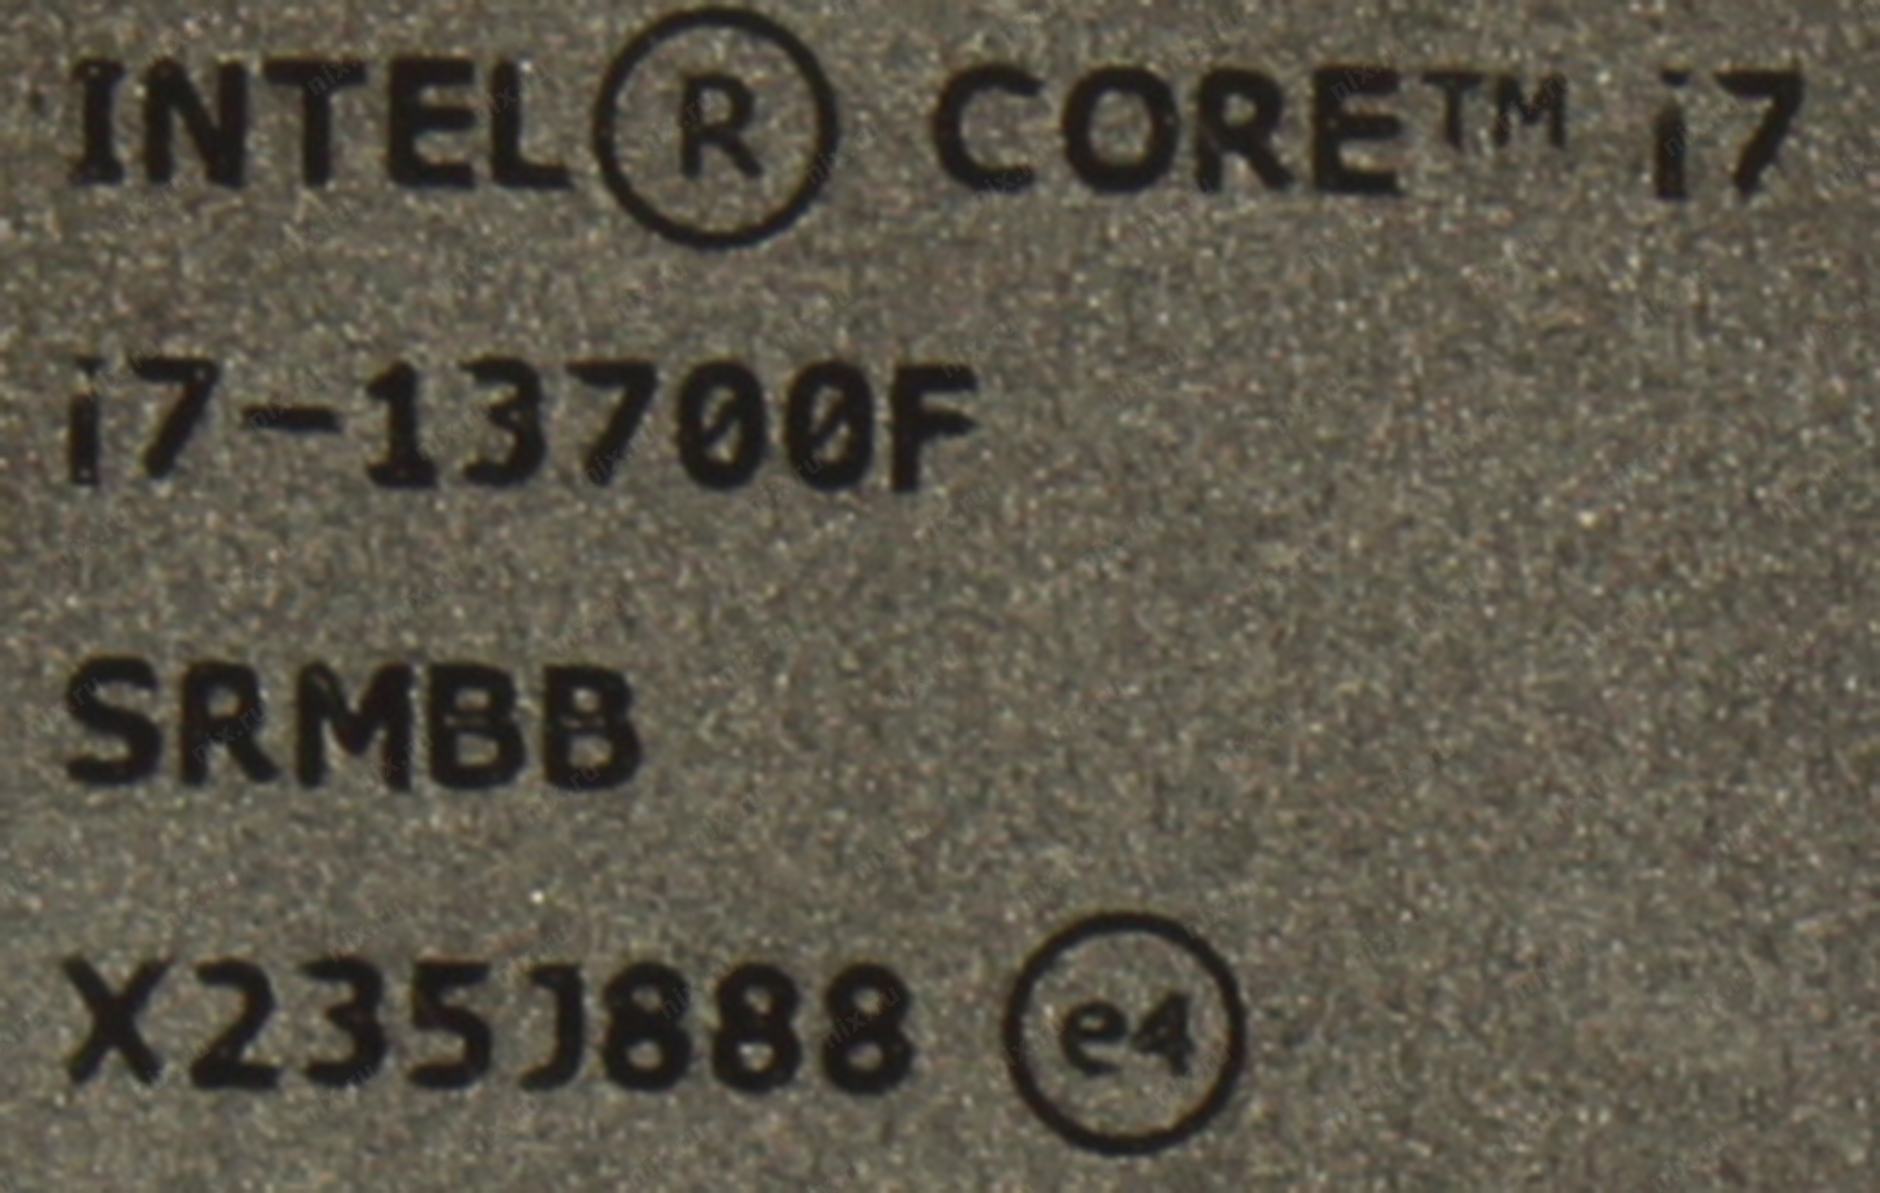 INTEL® CORE™ i7
i7-13700F
SRMBB
X235J888 e4